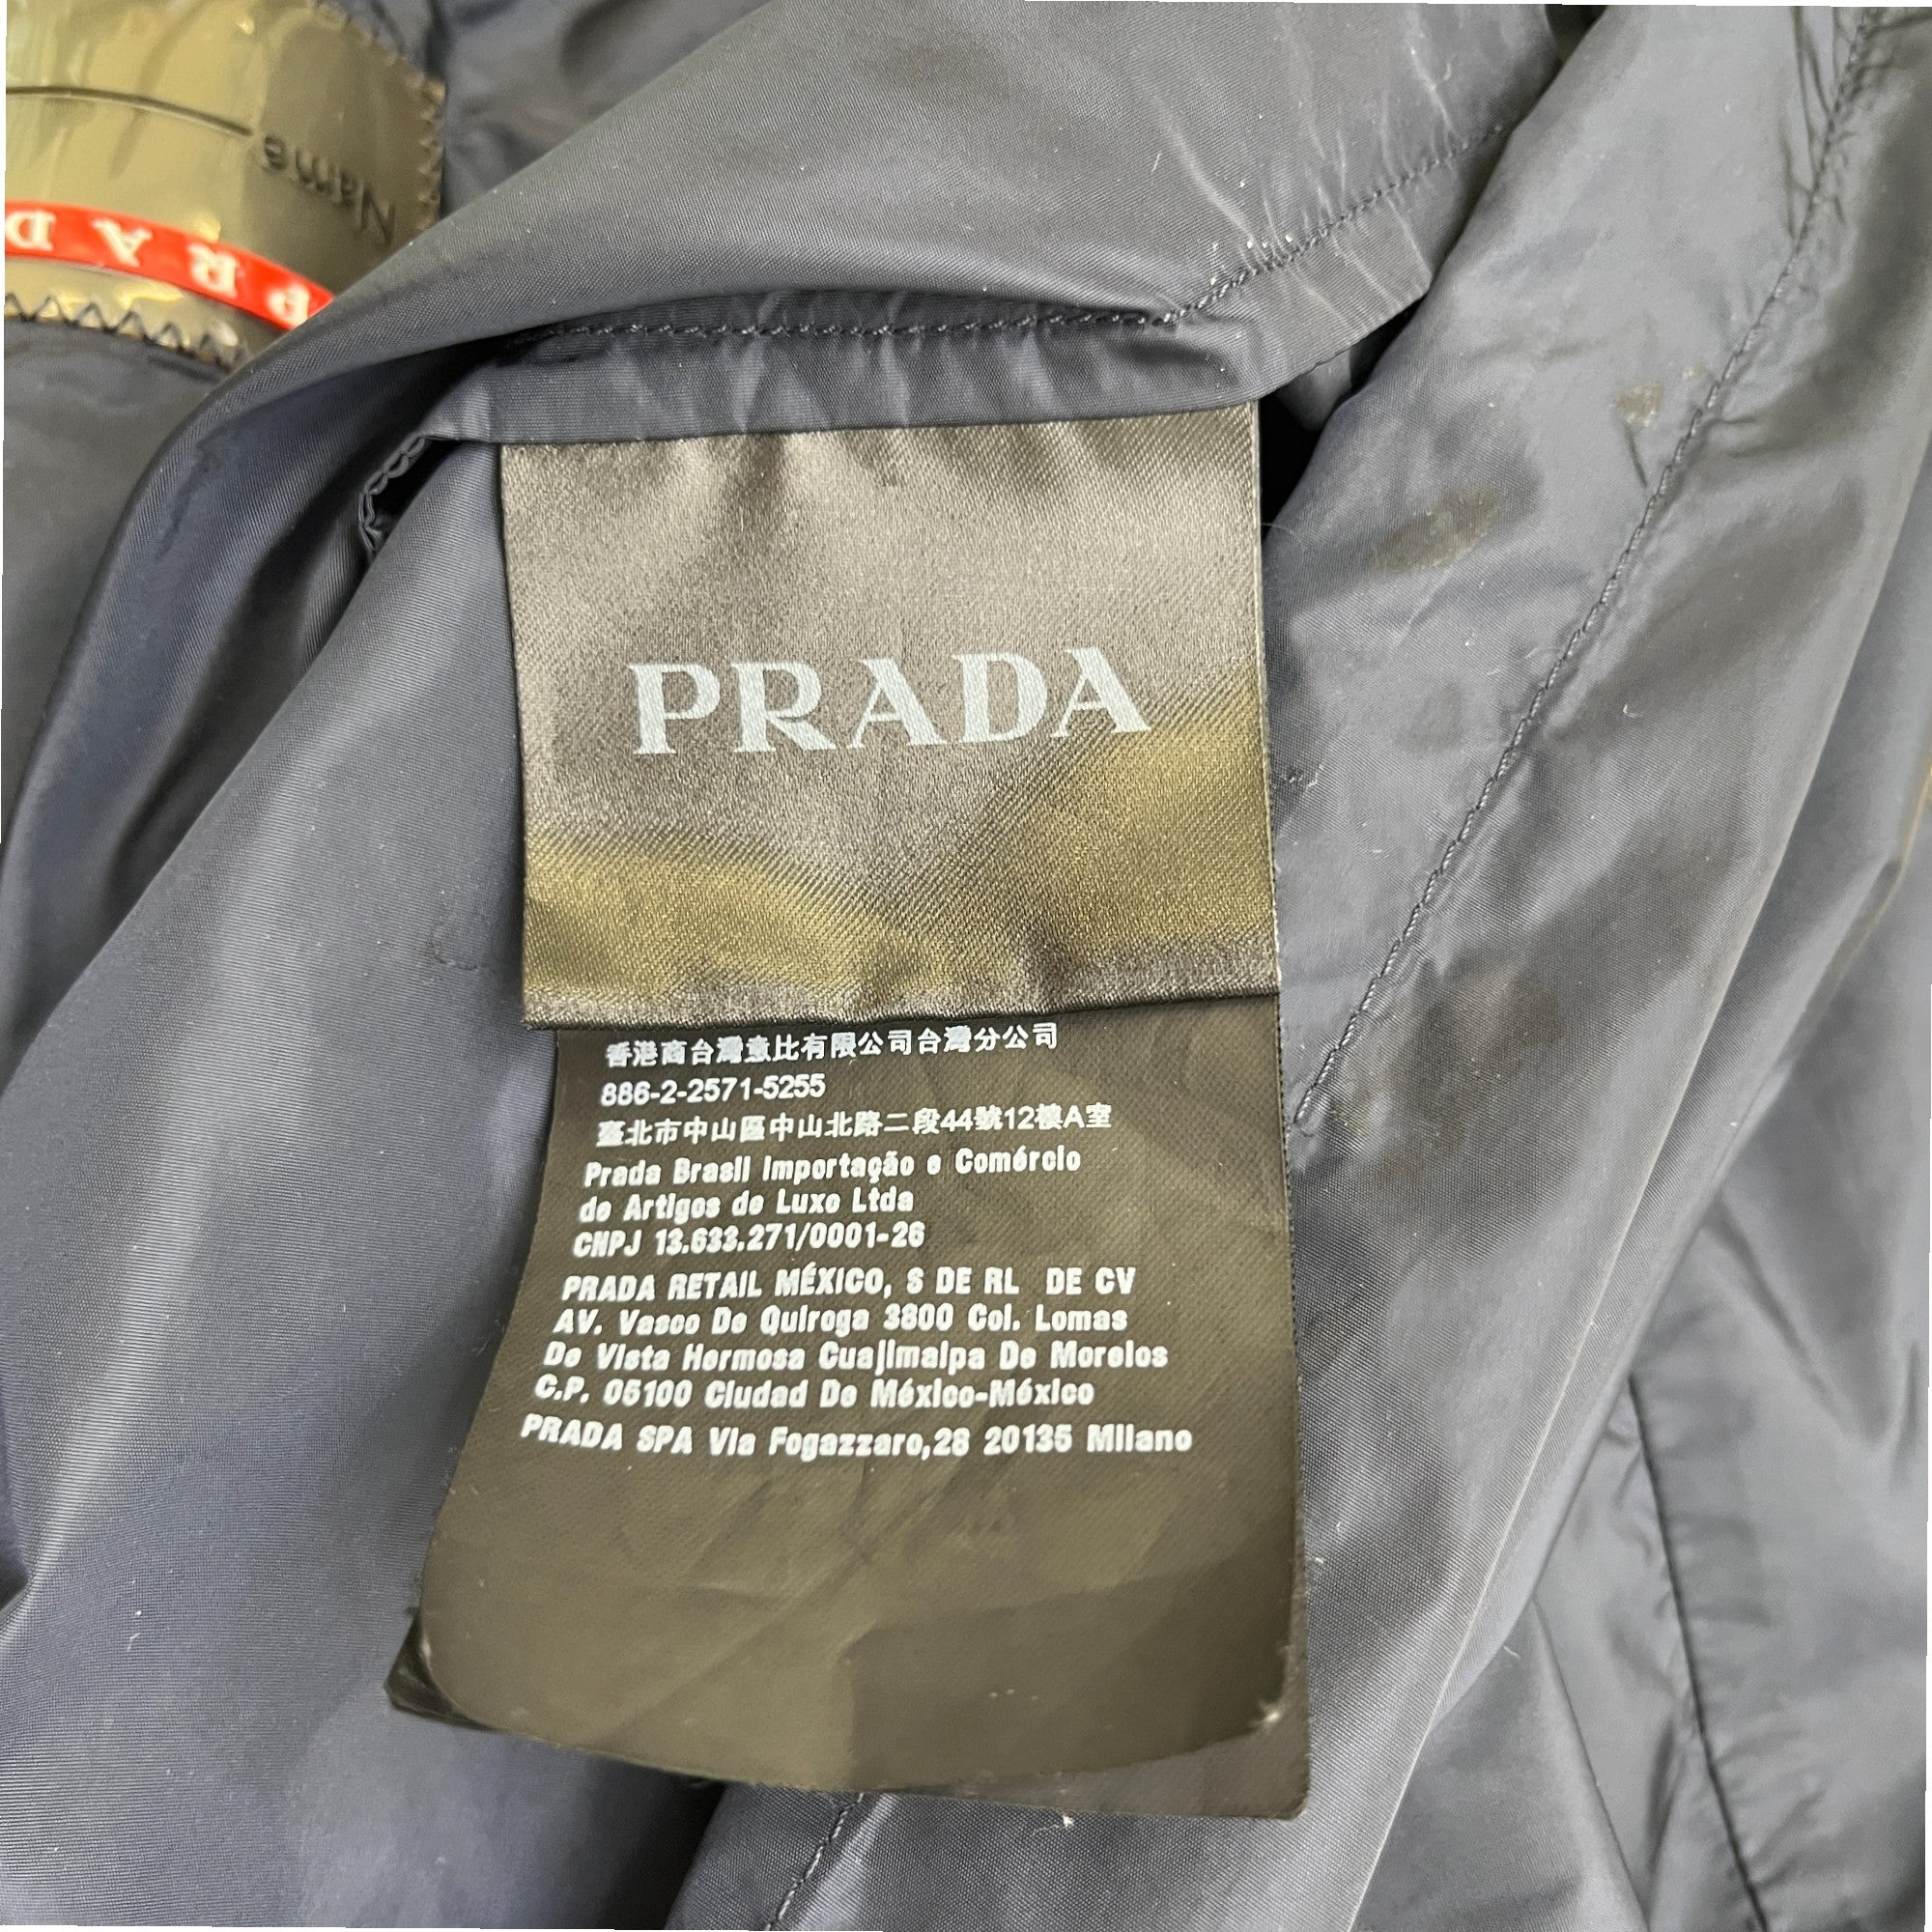 Name
PRAD
PRADA
香港商台灣意比有限公司台灣分公司
886-2-2571-5255
臺北市中山區中山北路二段44號12樓A室
Prada Brasil Importação e Comércio
de Artigos de Luxo Ltda
CNPJ 13.633.271/0001-26
PRADA RETAIL MÉXICO, S DE RL DE CV
AV. Vasco De Quiroga 3800 Col. Lomas
De Vista Hermosa Cuajimalpa De Morelos
C.P. 05100 Ciudad De México-México
PRADA SPA Via Fogazzaro,28 20135 Milano